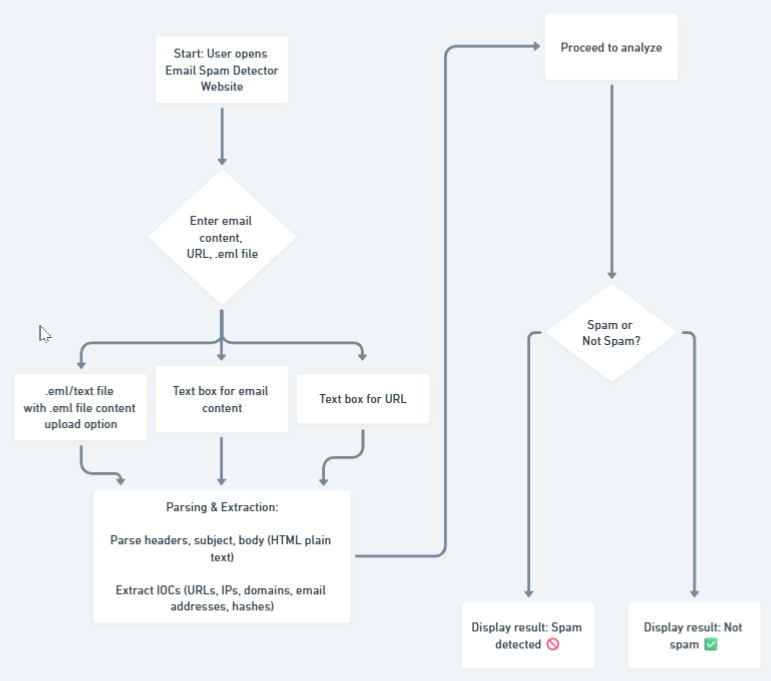 Start: User opens
Email Spam Detector
Website
Enter email
content,
URL, .eml file
.eml/text file
with .eml file content
upload option
Text box for email
content
Text box for URL
Parsing & Extraction:
Parse headers, subject, body (HTML plain
text)
Extract IOCs (URLs, IPs, domains, email
addresses, hashes)
Proceed to analyze
Spam or
Not Spam?
Display result: Spam
detected 🚫
Display result: Not
spam ✅